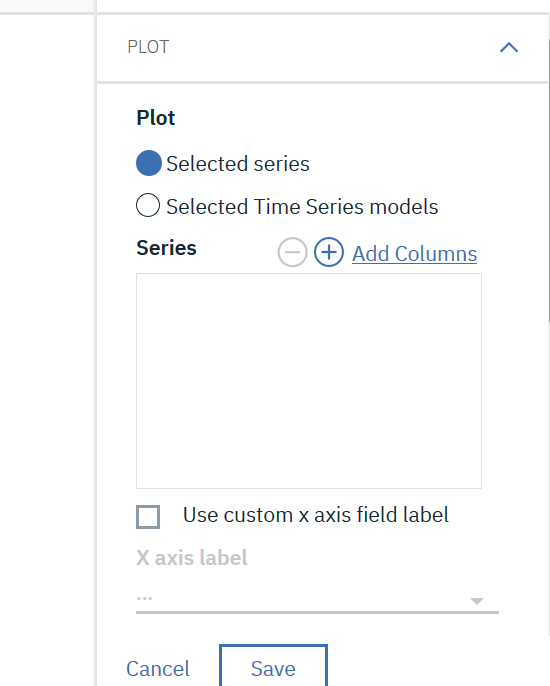 PLOT
Plot
Selected series
Selected Time Series models
Series Add Columns
Use custom x axis field label
X axis label
...
Cancel Save